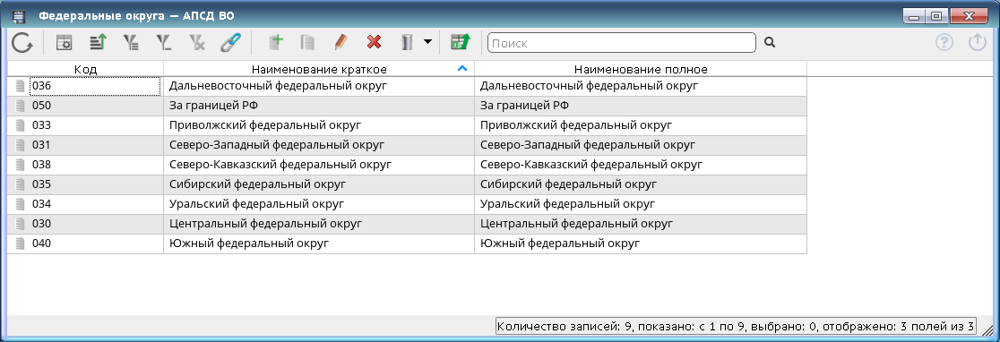 Федеральные округа — АПСД ВО
Поиск
Код Наименование краткое Наименование полное
036 Дальневосточный федеральный округ Дальневосточный федеральный округ
050 За границей РФ За границей РФ
033 Приволжский федеральный округ Приволжский федеральный округ
031 Северо-Западный федеральный округ Северо-Западный федеральный округ
038 Северо-Кавказский федеральный округ Северо-Кавказский федеральный округ
035 Сибирский федеральный округ Сибирский федеральный округ
034 Уральский федеральный округ Уральский федеральный округ
030 Центральный федеральный округ Центральный федеральный округ
040 Южный федеральный округ Южный федеральный округ
Количество записей: 9, показано: с 1 по 9, выбрано: 0, отображено: 3 полей из 3